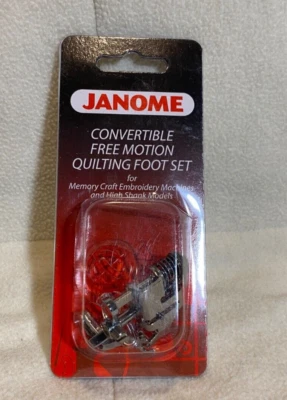 JANOME
CONVERTIBLE
FREE MOTION
QUILTING FOOT SET
for
Memory Craft Embroidery Machines
and High Shank Models